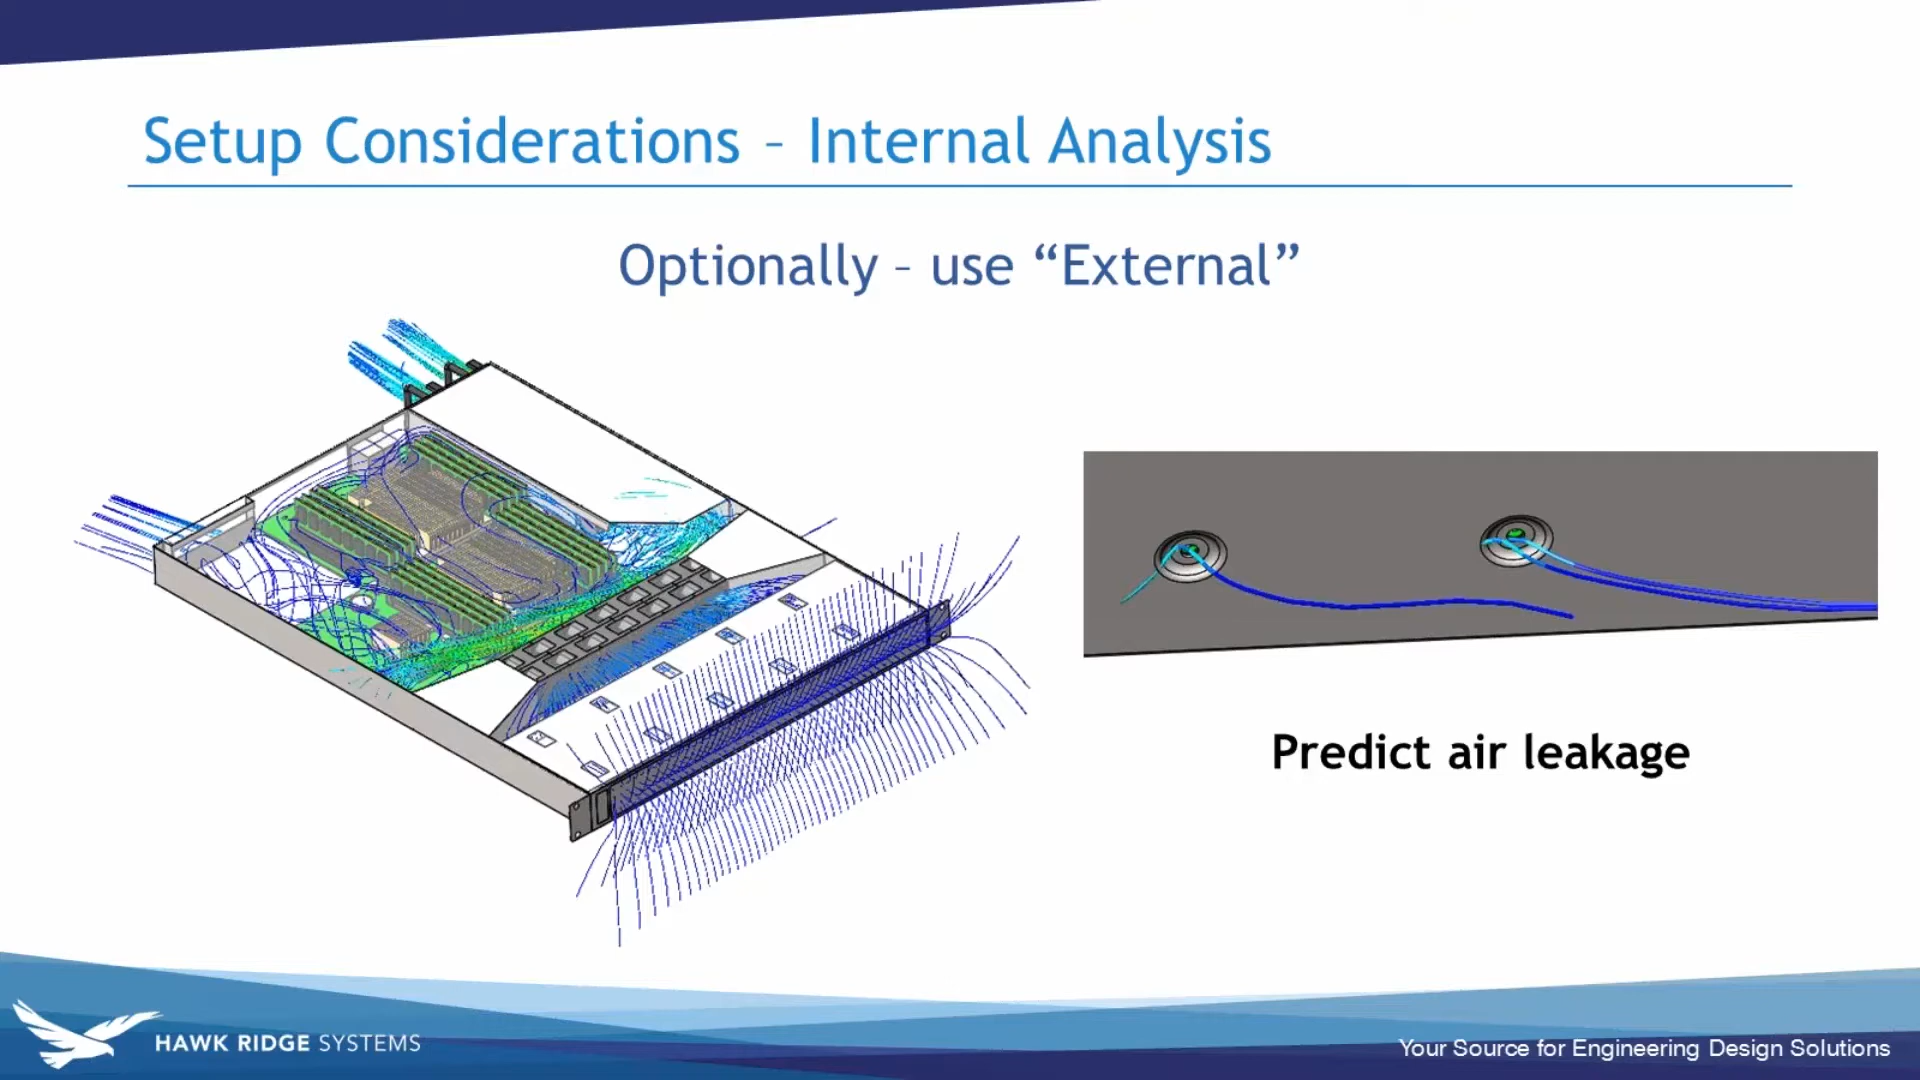 Setup Considerations – Internal Analysis
Optionally – use “External”
Predict air leakage
HAWK RIDGE SYSTEMS
Your Source for Engineering Design Solutions